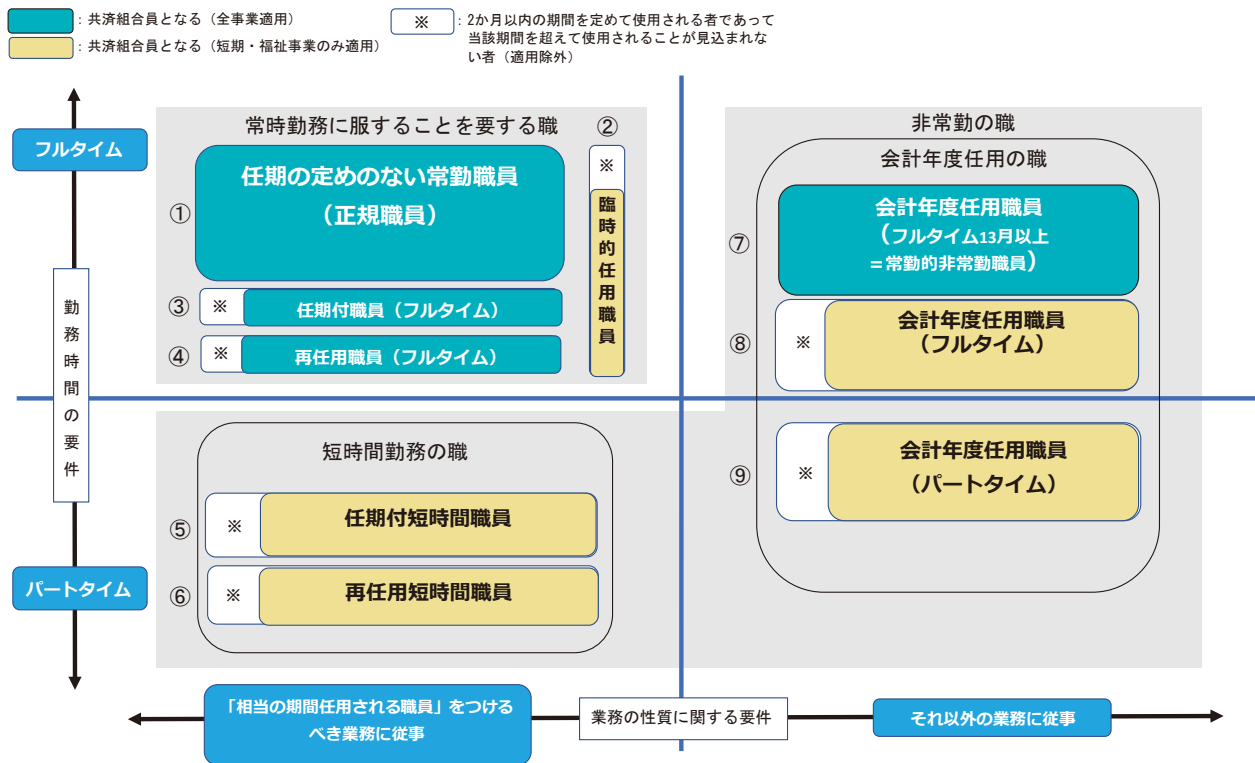 ：共済組合員となる（全事業適用）
：共済組合員となる（短期・福祉事業のみ適用）
※
：2か月以内の期間を定めて使用される者であって
当該期間を超えて使用されることが見込まれな
い者（適用除外）
フルタイム
勤務時間の要件
パートタイム
常時勤務に服することを要する職
①
任期の定めのない常勤職員
（正規職員）
②
※
臨時的任用職員
③
※
任期付職員（フルタイム）
④
※
再任用職員（フルタイム）
非常勤の職
会計年度任用の職
⑦
会計年度任用職員
（フルタイム13月以上
＝常勤的非常勤職員）
⑧
※
会計年度任用職員
（フルタイム）
⑨
※
会計年度任用職員
（パートタイム）
短時間勤務の職
⑤
※
任期付短時間職員
⑥
※
再任用短時間職員
「相当の期間任用される職員」をつける
べき業務に従事
業務の性質に関する要件
それ以外の業務に従事